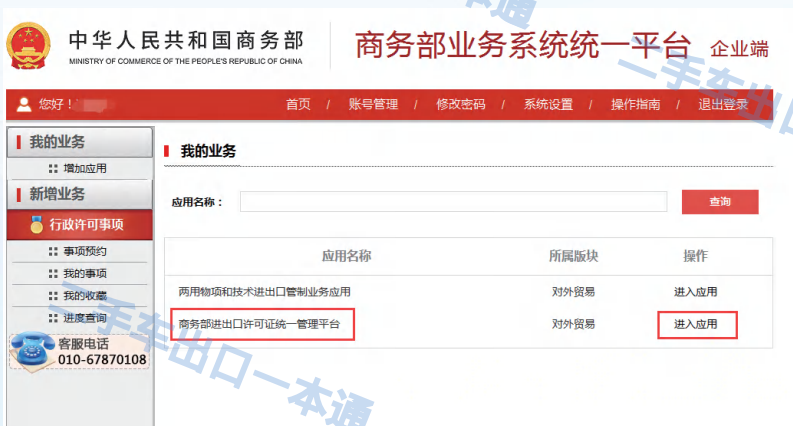 本通
中华人民共和国商务部
MINISTRY OF COMMERCE OF THE PEOPLE'S REPUBLIC OF CHINA
商务部业务系统统一平台 企业端
二手车出
您好！
首页 / 账号管理 / 修改密码 / 系统设置 / 操作指南 / 退出登录
我的业务
增加应用
新增业务
行政许可事项
事项预约
我的事项
我的收藏
进度查询
客服电话
010-67870108
我的业务
应用名称： 查询
应用名称 所属版块 操作
两用物项和技术进出口管制业务应用 对外贸易 进入应用
商务部进出口许可证统一管理平台 对外贸易 进入应用
二手车出口一本通